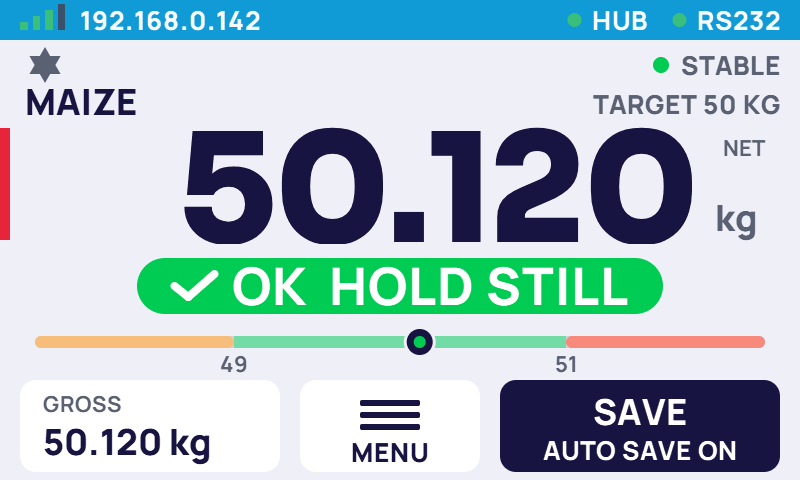 192.168.0.142 HUB RS232
STABLE
MAIZE TARGET 50 KG
50.120 NET kg
OK HOLD STILL
49 51
GROSS
50.120 kg
MENU
SAVE
AUTO SAVE ON